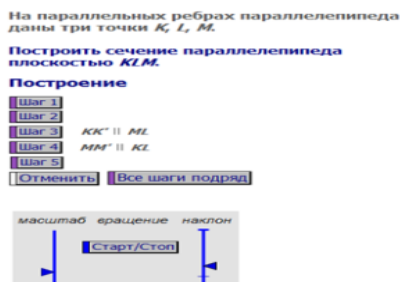 На параллельных ребрах параллелепипеда
даны три точки K, L, M.
Построить сечение параллелепипеда
плоскостью KLM.
Построение
Шаг 1
Шаг 2
Шаг 3 KK' || ML
Шаг 4 MM' || KL
Шаг 5
Отменить Все шаги подряд
масштаб вращение наклон
Старт/Стоп